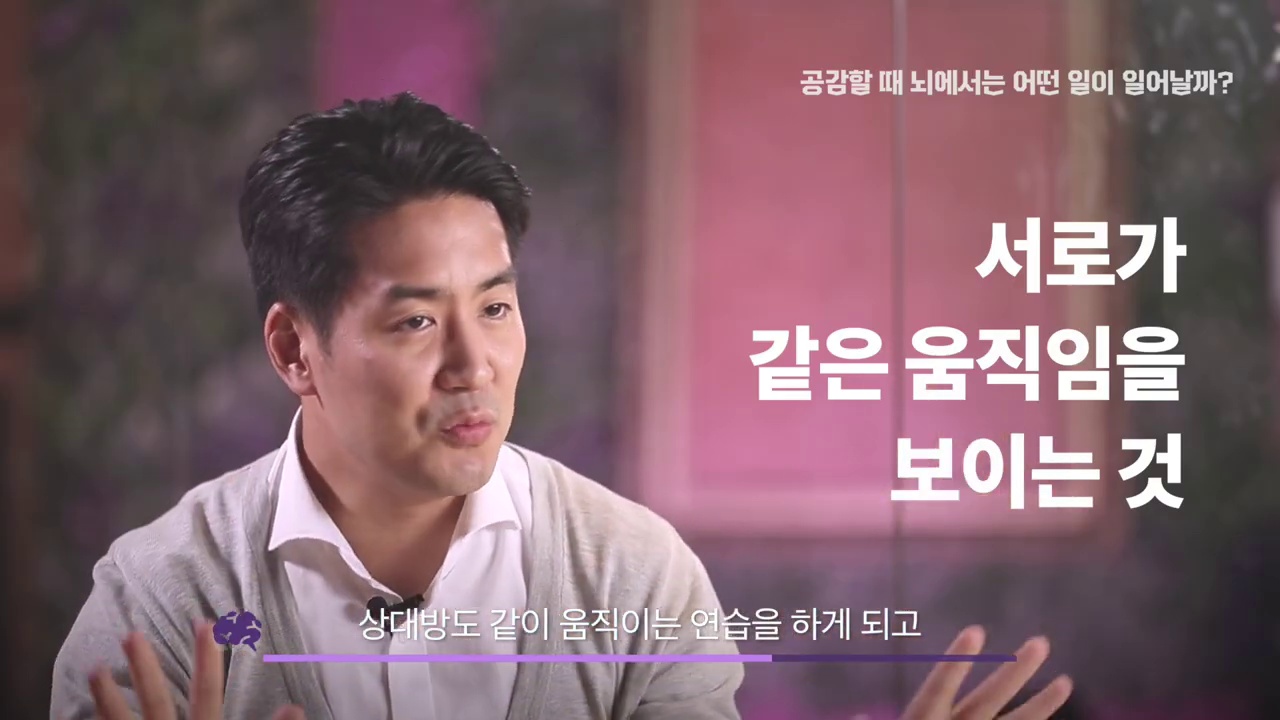 공감할 때 뇌에서는 어떤 일이 일어날까?
서로가
같은 움직임을
보이는 것
상대방도 같이 움직이는 연습을 하게 되고